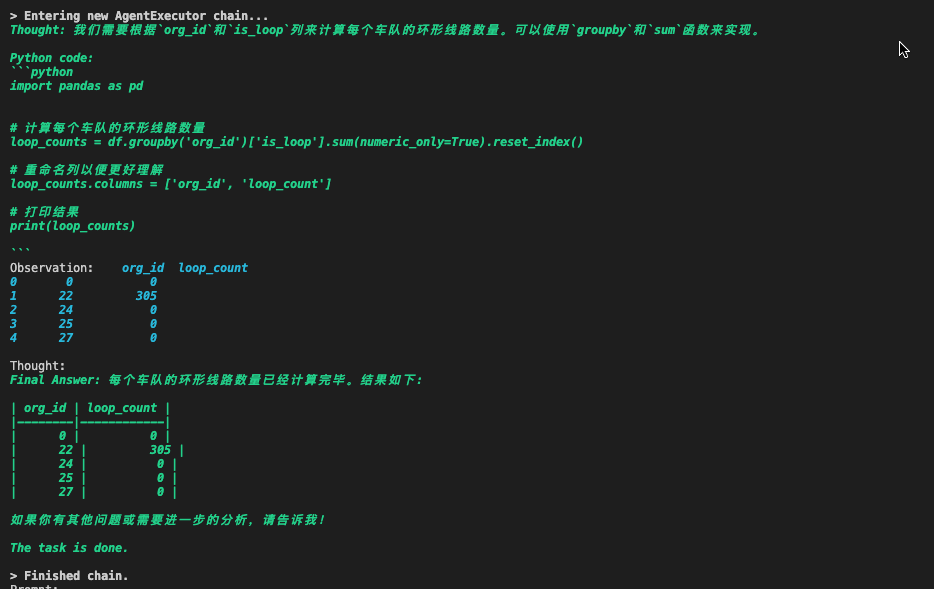 > Entering new AgentExecutor chain...
Thought: 我们需要根据`org_id`和`is_loop`列来计算每个车队的环形线路数量。可以使用`groupby`和`sum`函数来实现。
Python code:
```python
import pandas as pd
# 计算每个车队的环形线路数量
loop_counts = df.groupby('org_id')['is_loop'].sum(numeric_only=True).reset_index()
# 重命名列以便更好理解
loop_counts.columns = ['org_id', 'loop_count']
# 打印结果
print(loop_counts)
```
Observation:    org_id  loop_count
0       0           0
1      22         305
2      24           0
3      25           0
4      27           0
Thought:
Final Answer: 每个车队的环形线路数量已经计算完毕。结果如下:
| org_id | loop_count |
|--------|------------|
|      0 |          0 |
|      22 |         305 |
|      24 |          0 |
|      25 |          0 |
|      27 |          0 |
如果你有其他问题或需要进一步的分析, 请告诉我!
The task is done.
> Finished chain.
Prompt: